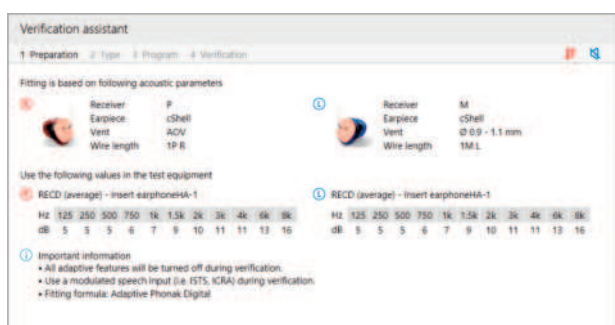 Verification assistant
1 Preparation 2 Type 3 Program 4 Verification
Fitting is based on following acoustic parameters
R Receiver P
Earpiece cShell
Vent AOV
Wire length 1P R
L Receiver M
Earpiece cShell
Vent Ø 0.9 - 1.1 mm
Wire length 1M L
Use the following values in the test equipment
R RECD (average) - Insert earphoneHA-1
Hz 125 250 500 750 1k 1.5k 2k 3k 4k 6k 8k
dB 5 5 5 6 7 9 10 11 11 13 16
L RECD (average) - Insert earphoneHA-1
Hz 125 250 500 750 1k 1.5k 2k 3k 4k 6k 8k
dB 5 5 5 6 7 9 10 11 11 13 16
i Important information
• All adaptive features will be turned off during verification.
• Use a modulated speech input (i.e. ISTS, ICRA) during verification.
• Fitting formula: Adaptive Phonak Digital